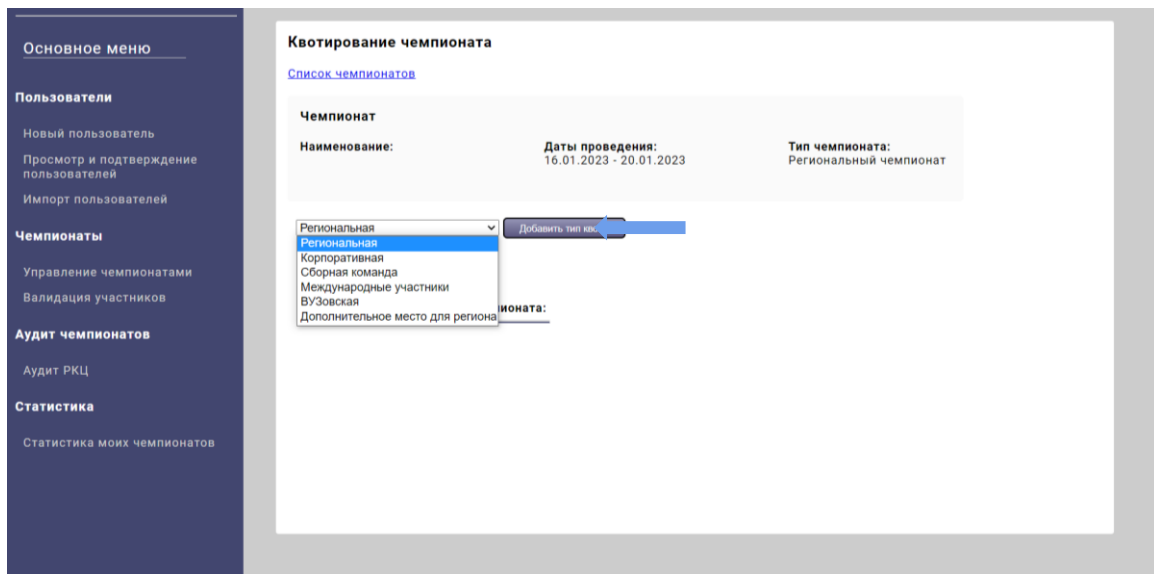 Основное меню
Пользователи
Новый пользователь
Просмотр и подтверждение
пользователей
Импорт пользователей
Чемпионаты
Управление чемпионатами
Валидация участников
Аудит чемпионатов
Аудит РКЦ
Статистика
Статистика моих чемпионатов
Квотирование чемпионата
Список чемпионатов
Чемпионат
Наименование:
Даты проведения:
16.01.2023 - 20.01.2023
Тип чемпионата:
Региональный чемпионат
Региональная
Добавить тип
Региональная
Корпоративная
Сборная команда
Международные участники
ВУЗовская
Дополнительное место для региона
ионата: